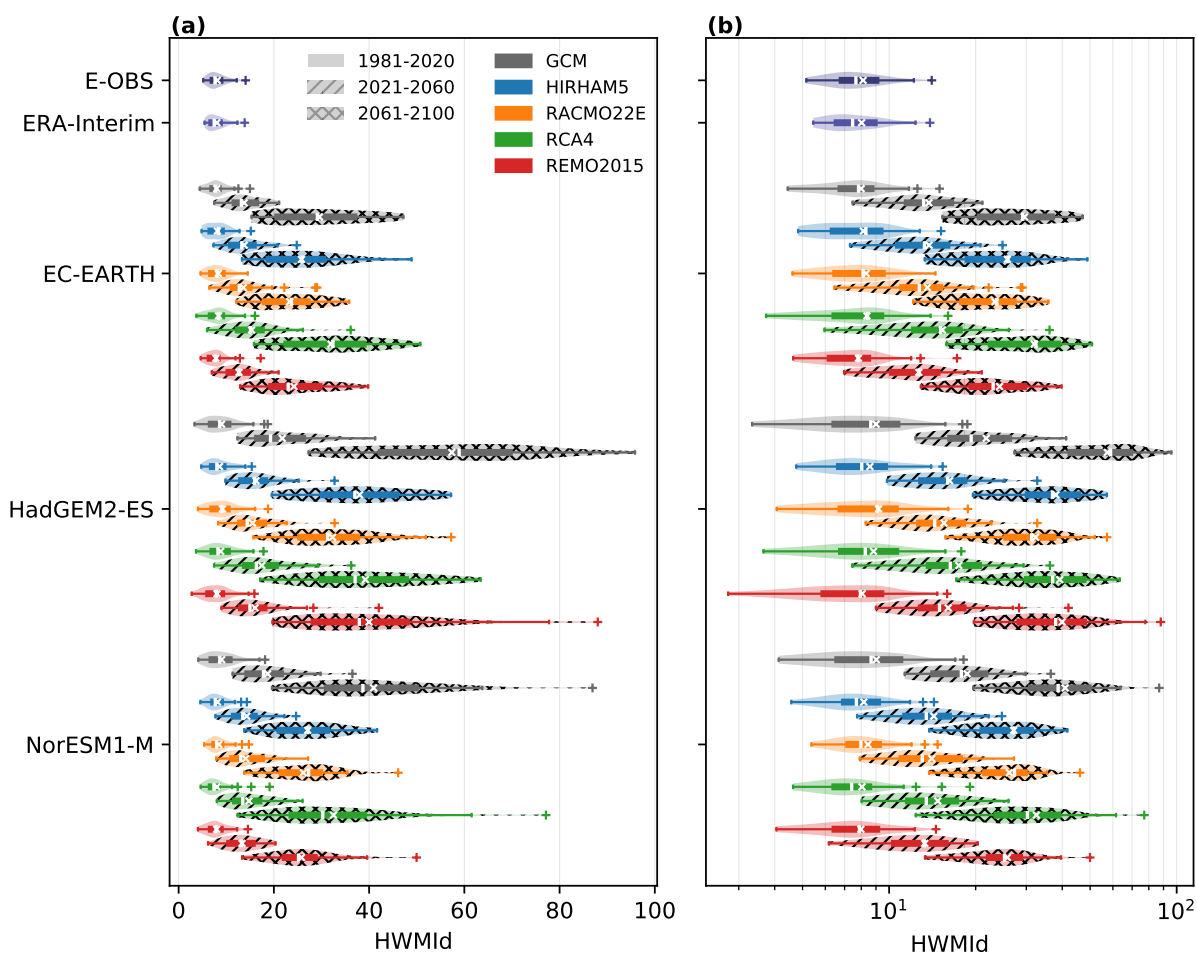 (a)
(b)
E-OBS
ERA-Interim
EC-EARTH
HadGEM2-ES
NorESM1-M
1981-2020
2021-2060
2061-2100
GCM
HIRHAM5
RACMO22E
RCA4
REMO2015
0 20 40 60 80 100
HWMId
10¹ 10²
HWMId